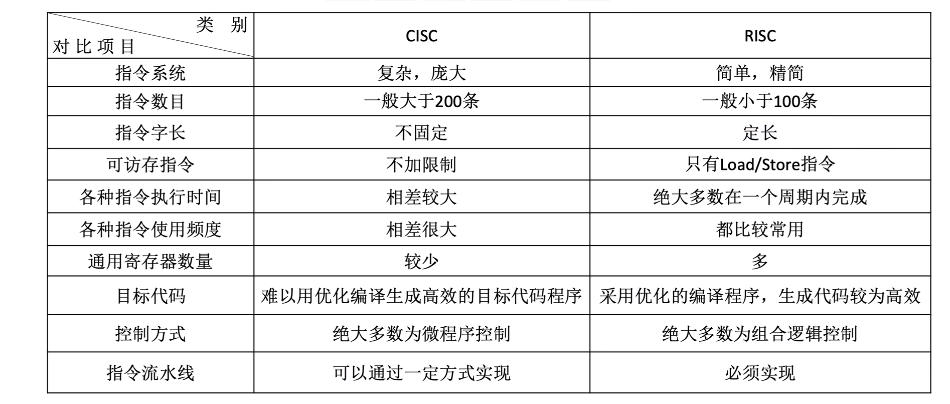 类 别
对比项目
CISC
RISC
指令系统
复杂，庞大
简单，精简
指令数目
一般大于200条
一般小于100条
指令字长
不固定
定长
可访存指令
不加限制
只有Load/Store指令
各种指令执行时间
相差较大
绝大多数在一个周期内完成
各种指令使用频度
相差很大
都比较常用
通用寄存器数量
较少
多
目标代码
难以用优化编译生成高效的目标代码程序
采用优化的编译程序，生成代码较为高效
控制方式
绝大多数为微程序控制
绝大多数为组合逻辑控制
指令流水线
可以通过一定方式实现
必须实现